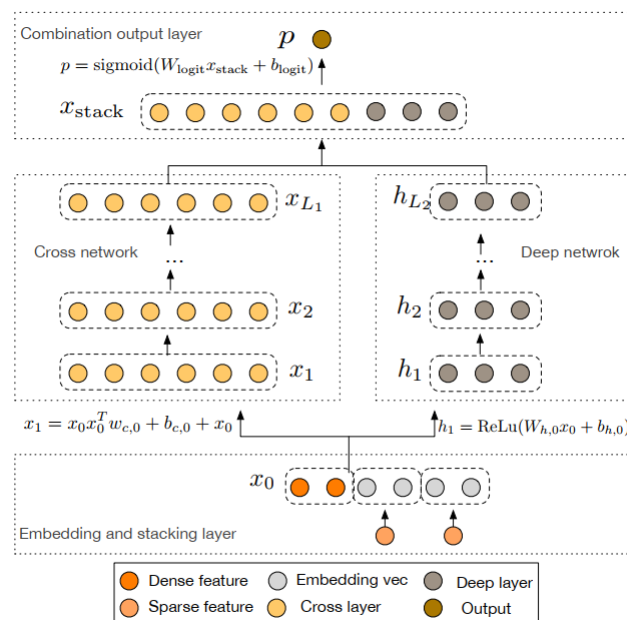 Combination output layer
p
p = sigmoid(W_logit x_stack + b_logit)
x_stack
x_{L_1}
h_{L_2}
Cross network
Deep netwrok
...
...
x_2
h_2
x_1
h_1
x_1 = x_0 x_0^T w_{c,0} + b_{c,0} + x_0
h_1 = ReLu(W_{h,0} x_0 + b_{h,0})
x_0
Embedding and stacking layer
Dense feature
Embedding vec
Deep layer
Sparse feature
Cross layer
Output